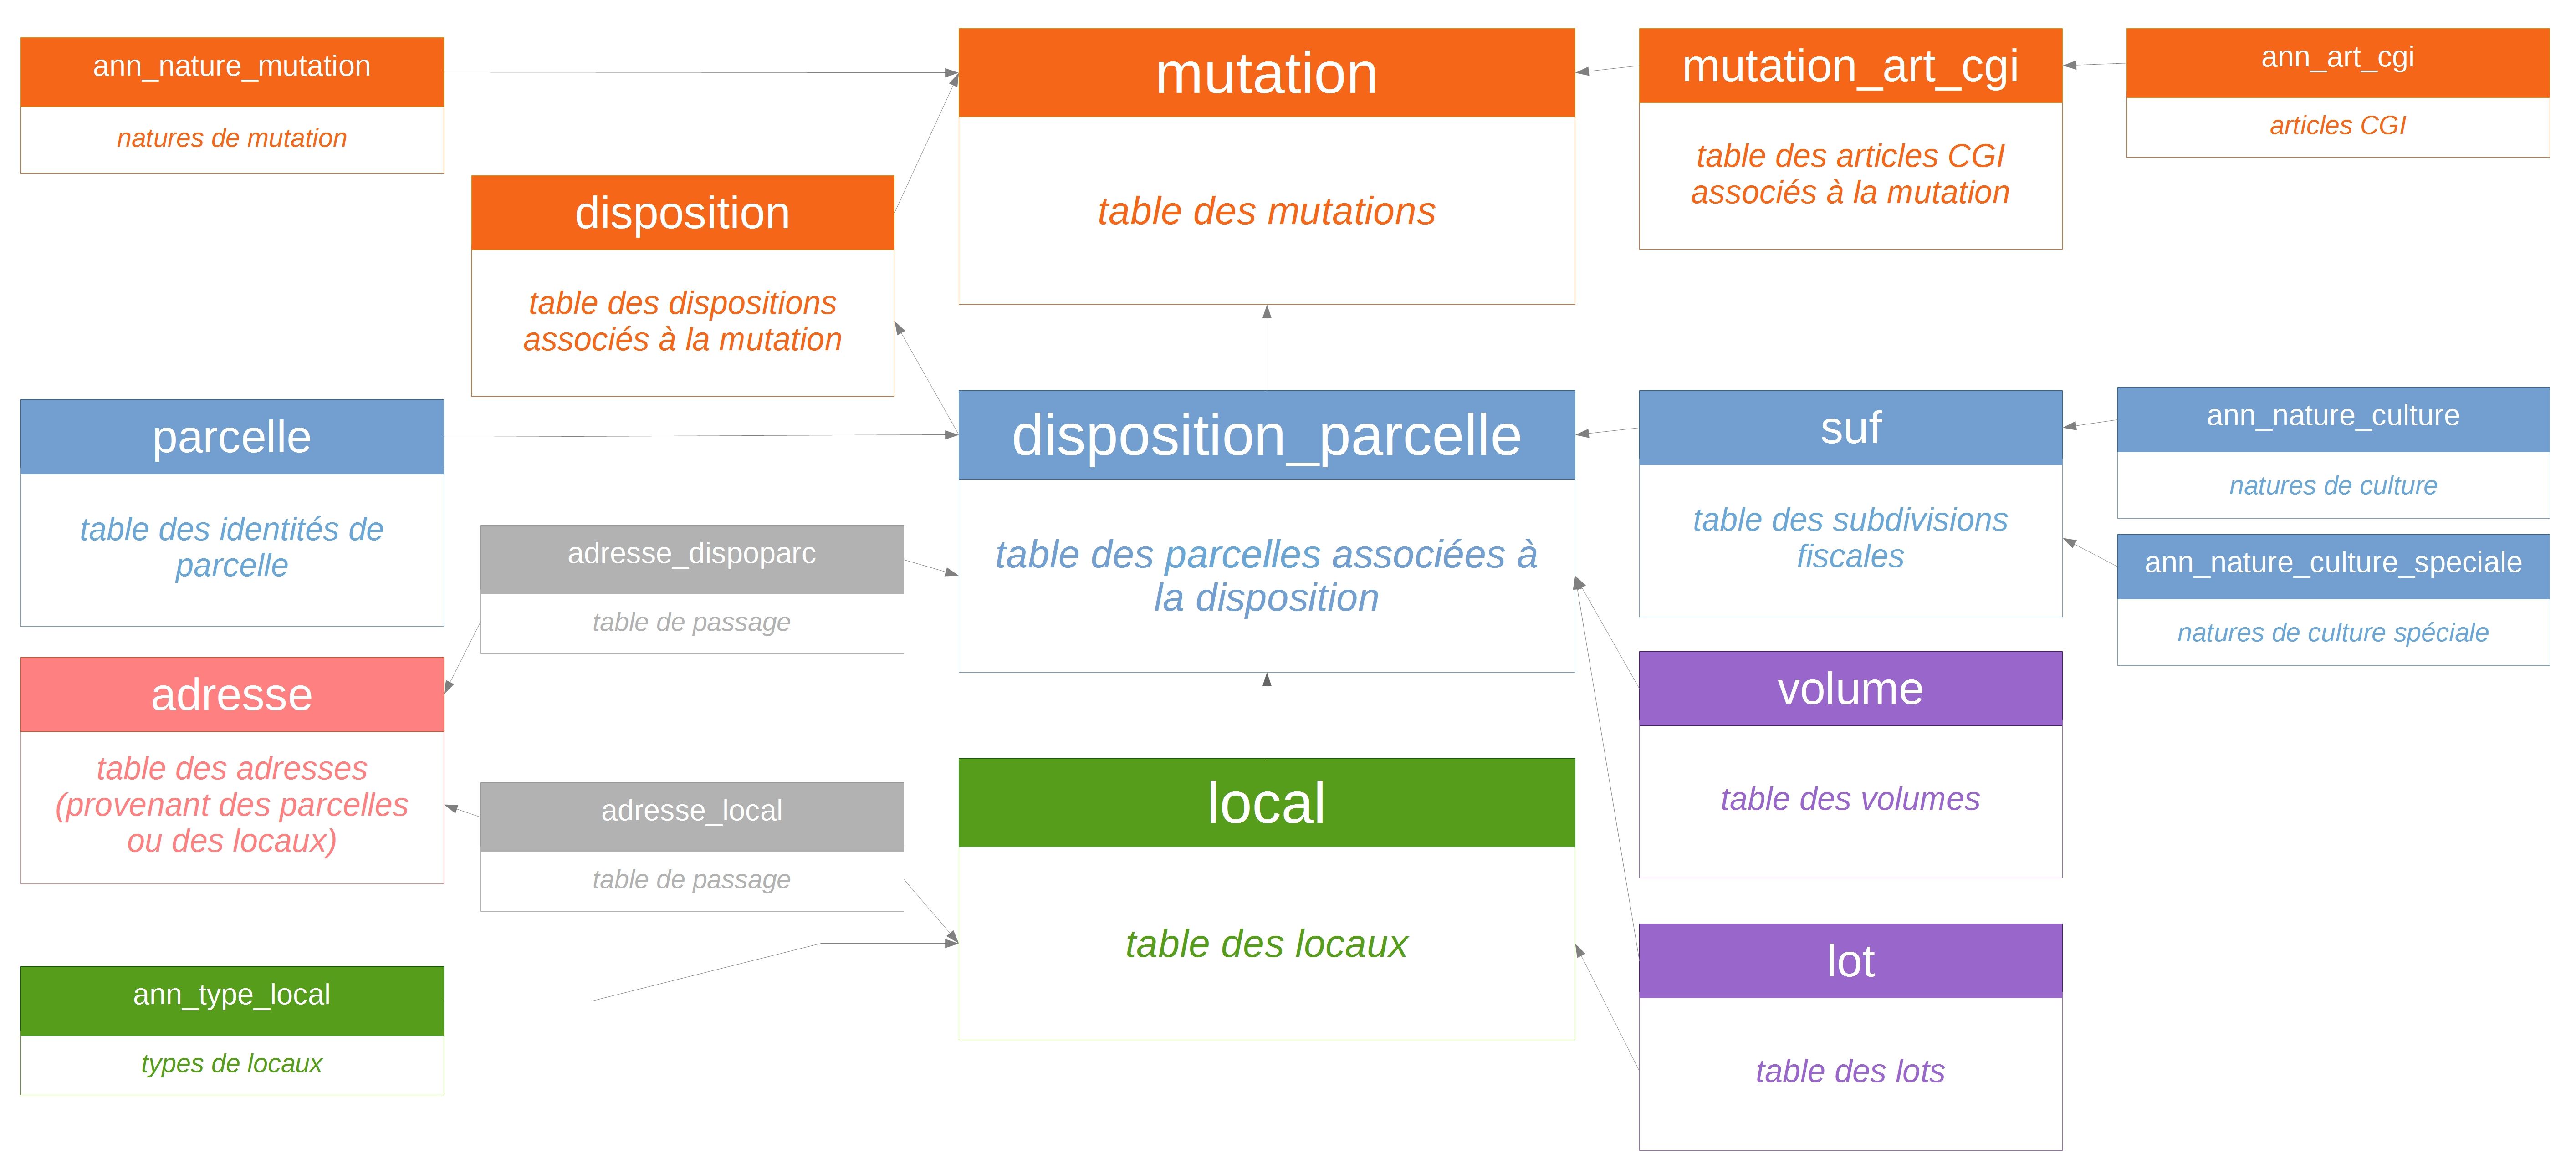 ann_nature_mutation
natures de mutation
mutation
table des mutations
mutation_art_cgi
table des articles CGI
associés à la mutation
ann_art_cgi
articles CGI
disposition
table des dispositions
associés à la mutation
parcelle
table des identités de
parcelle
disposition_parcelle
table des parcelles associées à
la disposition
suf
table des subdivisions
fiscales
ann_nature_culture
natures de culture
ann_nature_culture_speciale
natures de culture spéciale
adresse_dispoparc
table de passage
adresse
table des adresses
(provenant des parcelles
ou des locaux)
volume
table des volumes
adresse_local
table de passage
local
table des locaux
ann_type_local
types de locaux
lot
table des lots